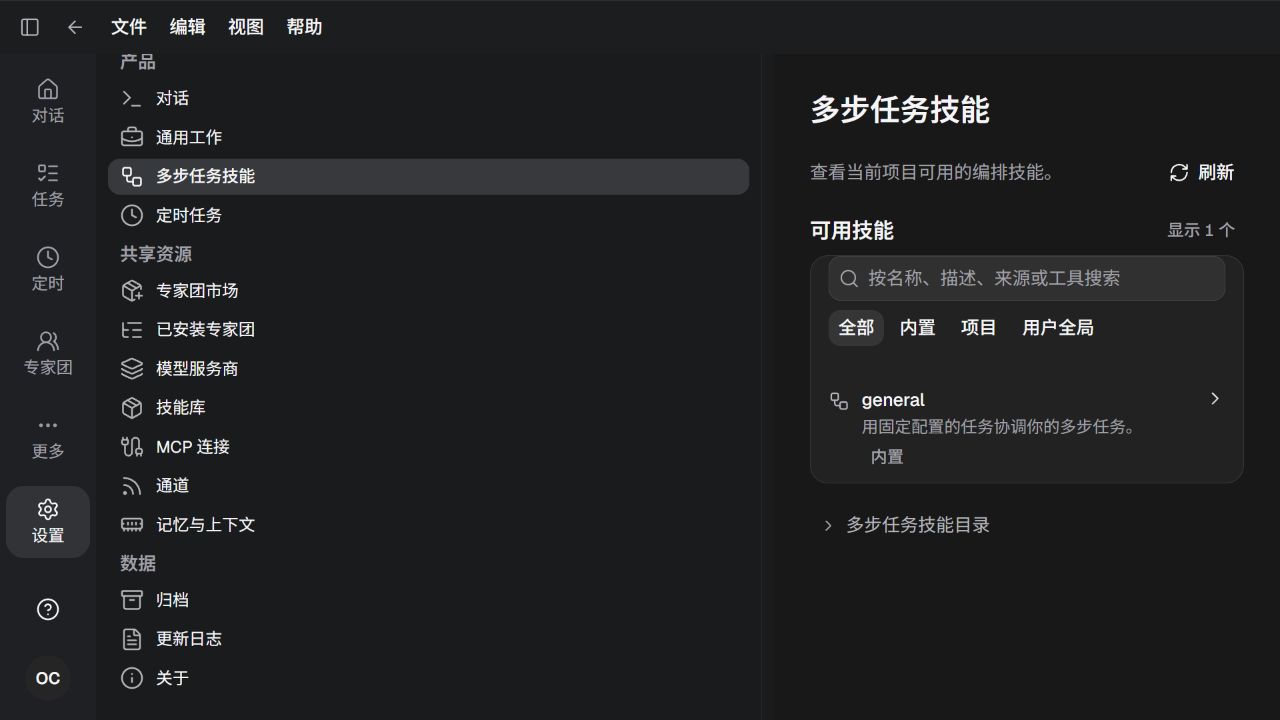 文件 编辑 视图 帮助
对话
任务
定时
专家团
更多
设置
OC
产品
对话
通用工作
多步任务技能
定时任务
共享资源
专家团市场
已安装专家团
模型服务商
技能库
MCP 连接
通道
记忆与上下文
数据
归档
更新日志
关于
多步任务技能
查看当前项目可用的编排技能。 刷新
可用技能 显示 1 个
按名称、描述、来源或工具搜索
全部 内置 项目 用户全局
general
用固定配置的任务协调你的多步任务。
内置
多步任务技能目录